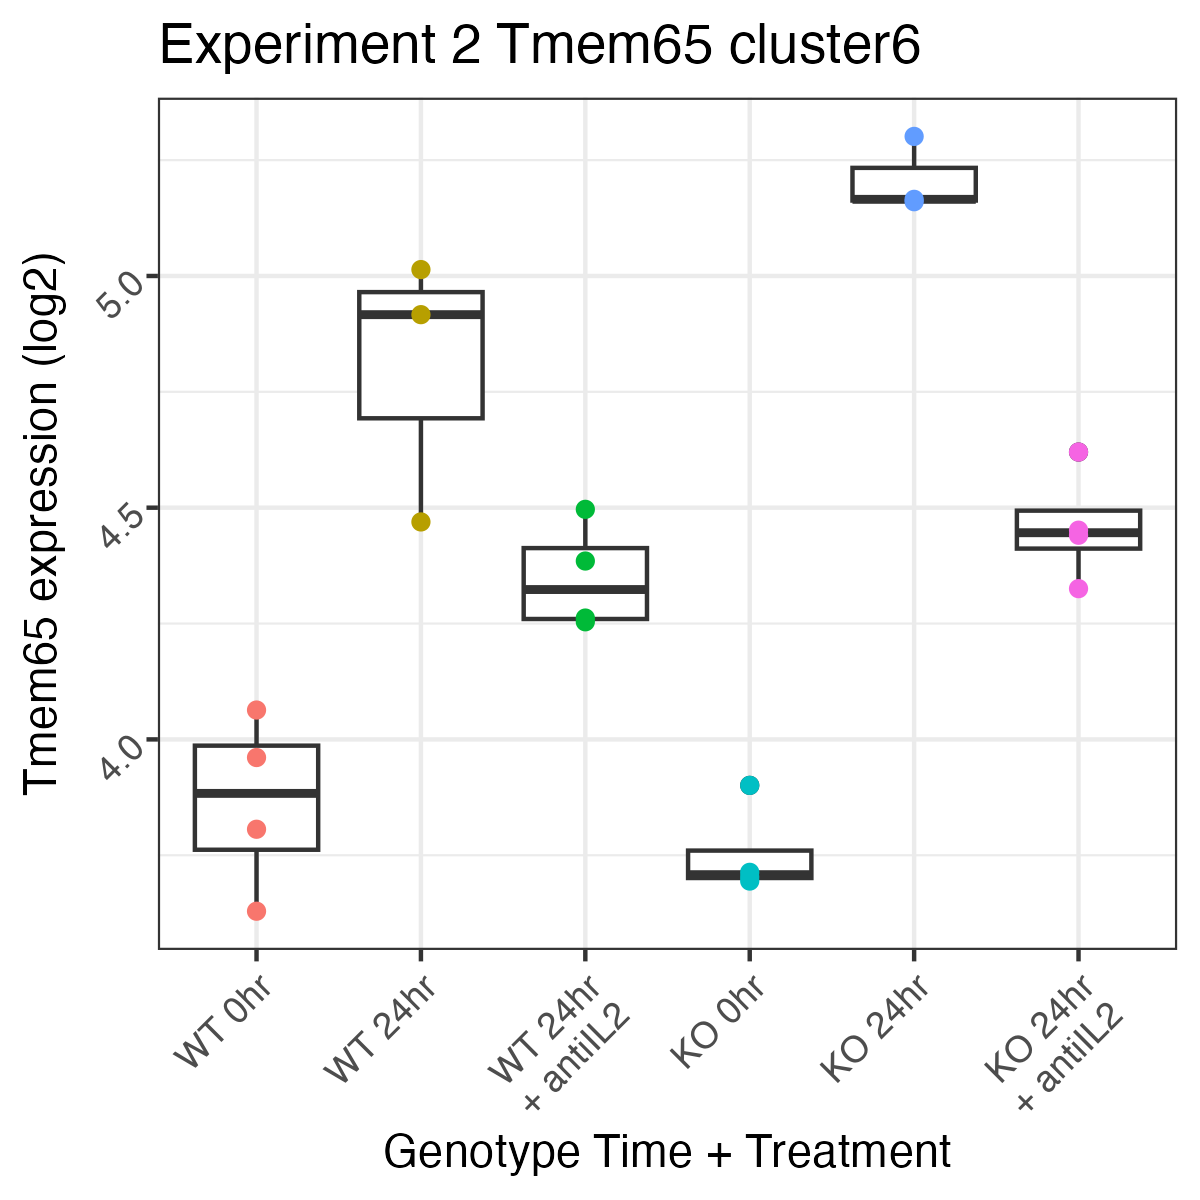 Experiment 2 Tmem65 cluster6
Tmem65 expression (log2)
5.0
4.5
4.0
WT 0hr
WT 24hr
WT 24hr
+ antiIL2
KO 0hr
KO 24hr
KO 24hr
+ antiIL2
Genotype Time + Treatment